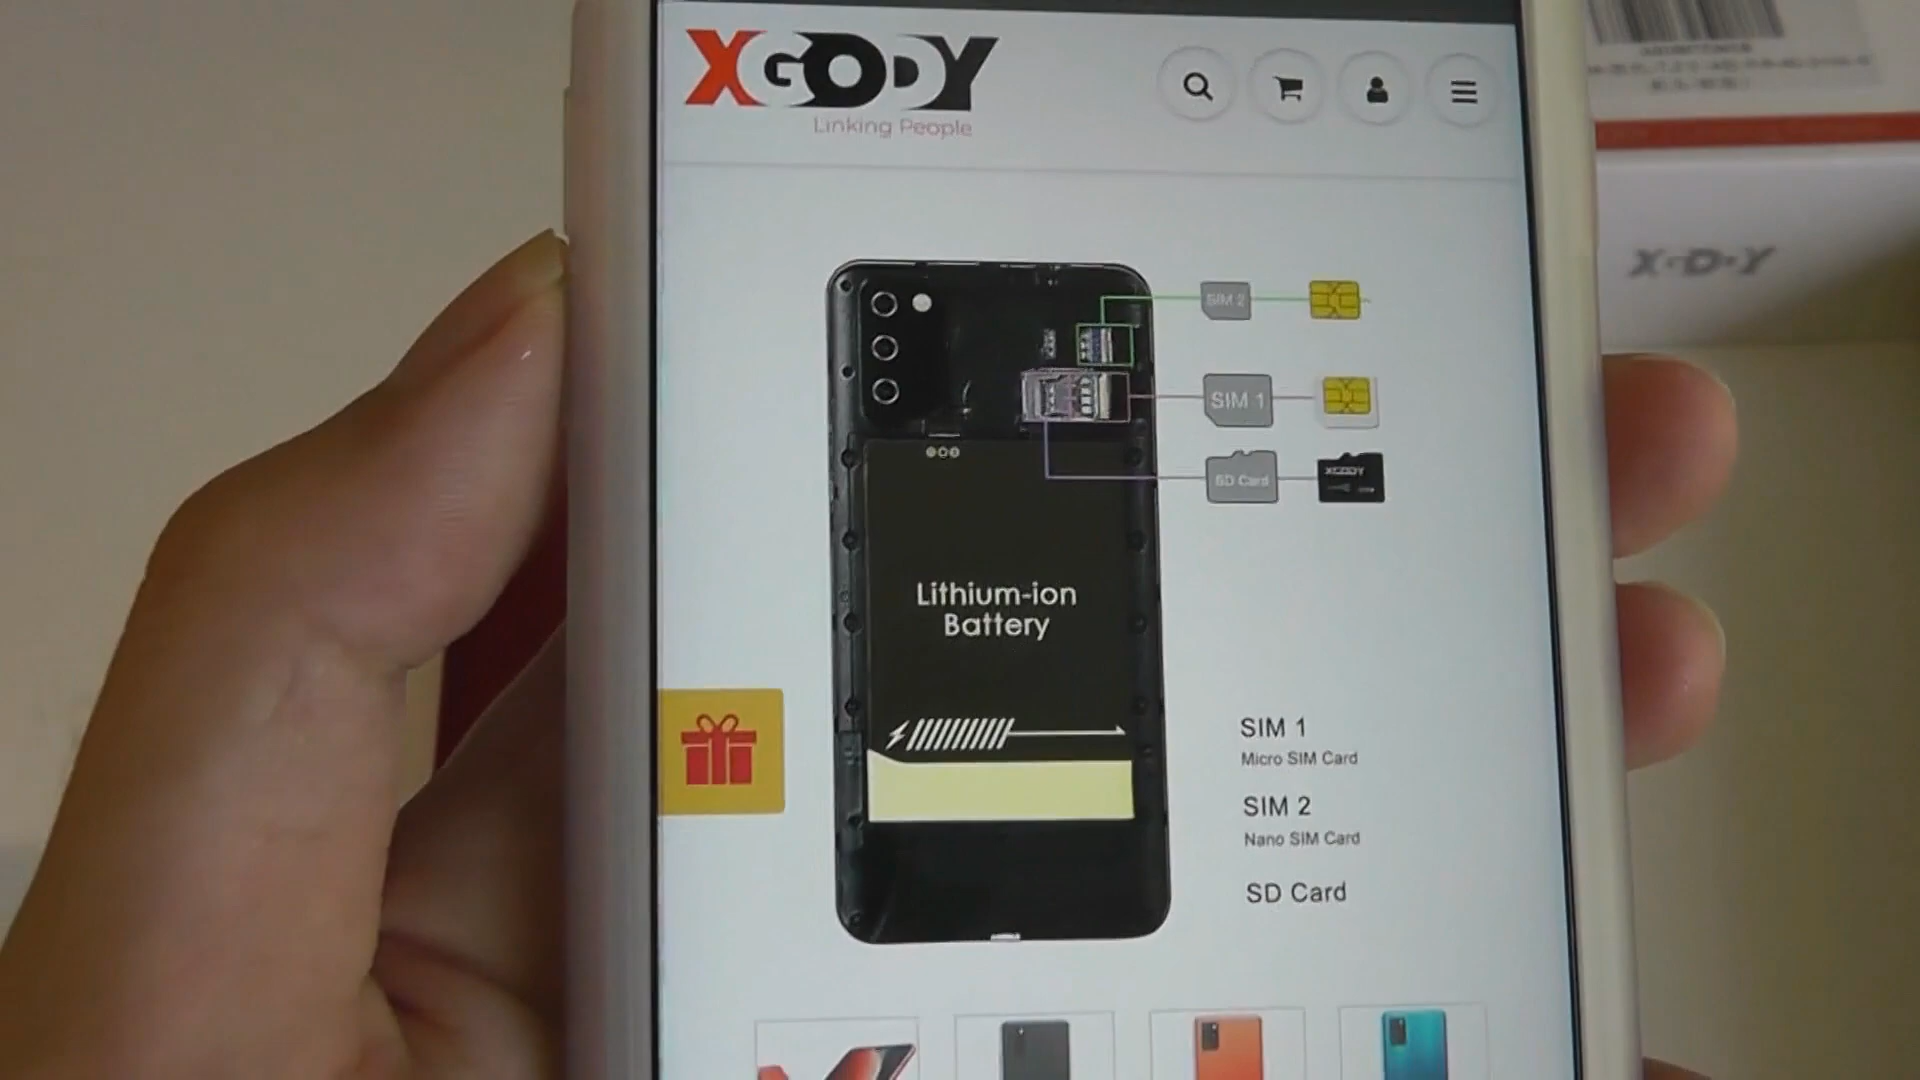 XGODY
Linking People
SIM 2
SIM 1
SD Card
XGODY
Lithium-ion
Battery
SIM 1
Micro SIM Card
SIM 2
Nano SIM Card
SD Card